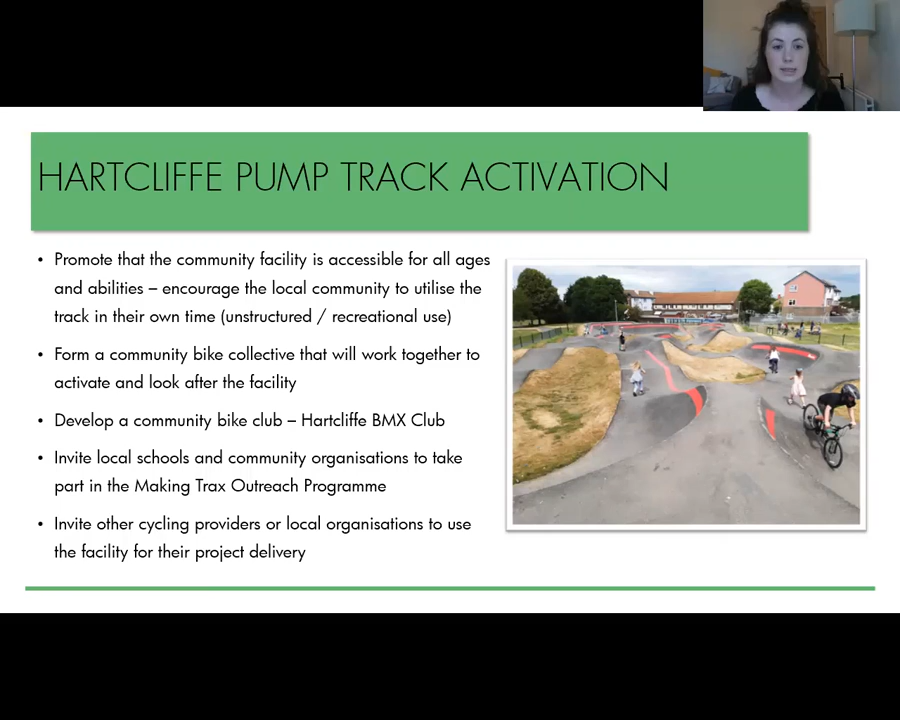 HARTCLIFFE PUMP TRACK ACTIVATION
• Promote that the community facility is accessible for all ages
and abilities – encourage the local community to utilise the
track in their own time (unstructured / recreational use)
• Form a community bike collective that will work together to
activate and look after the facility
• Develop a community bike club – Hartcliffe BMX Club
• Invite local schools and community organisations to take
part in the Making Trax Outreach Programme
• Invite other cycling providers or local organisations to use
the facility for their project delivery